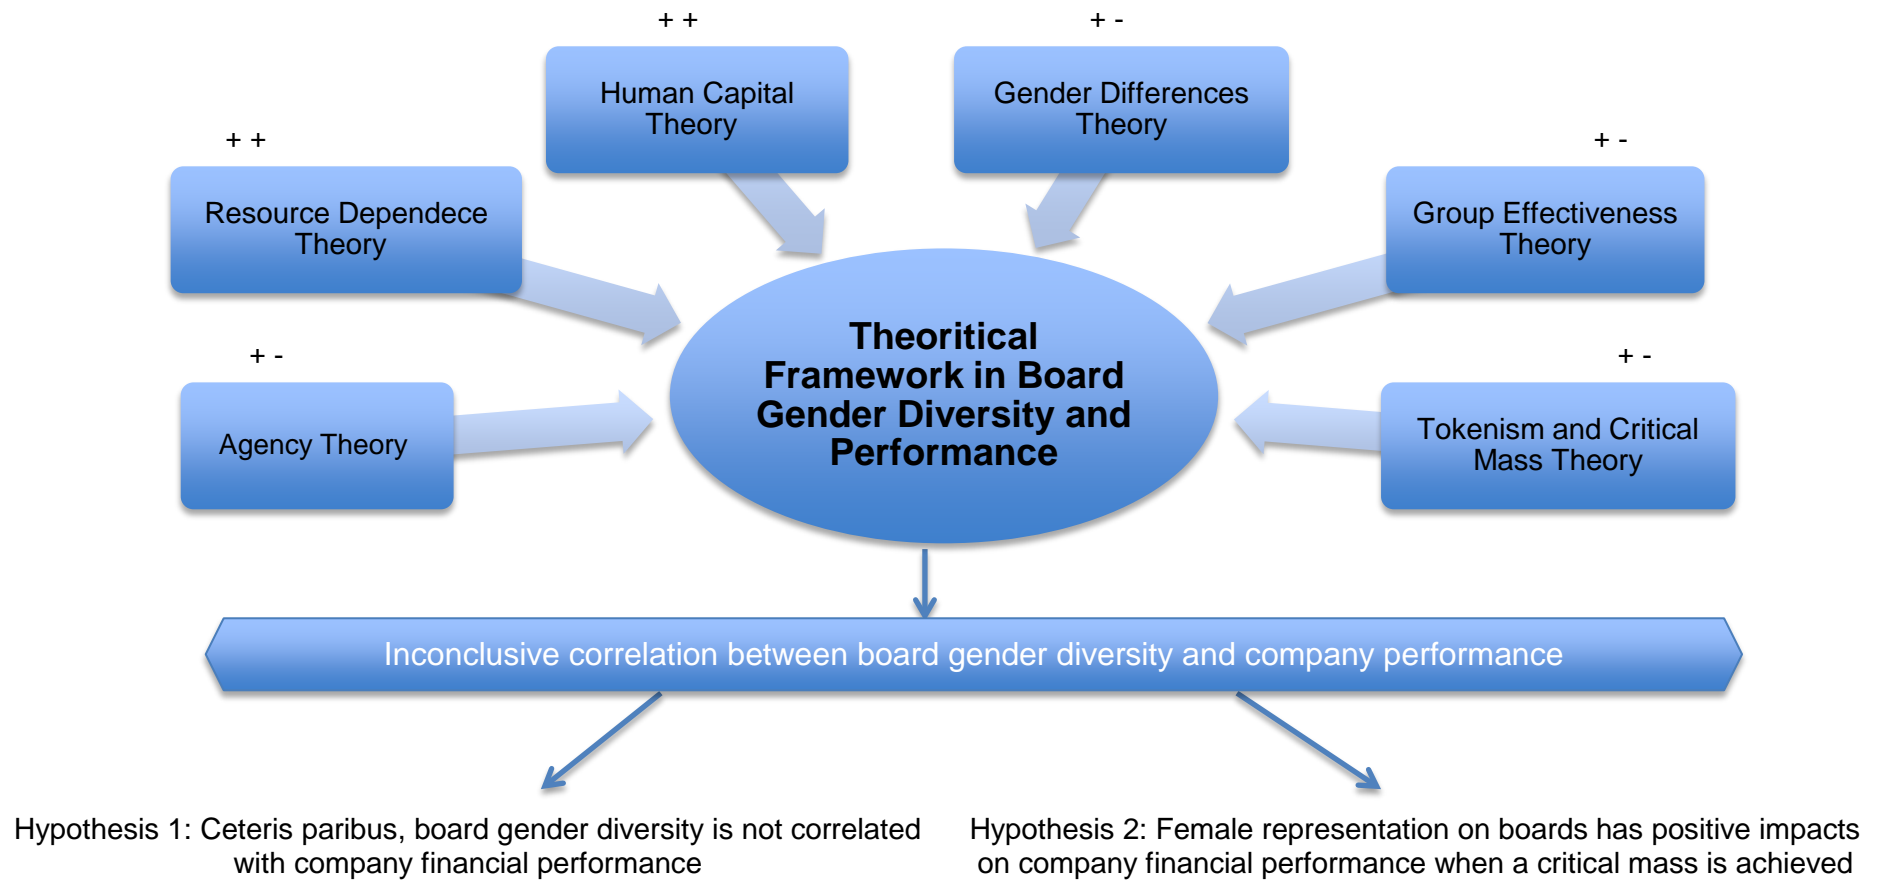 + +
Human Capital
Theory
+ -
Gender Differences
Theory
+ +
Resource Dependece
Theory
+ -
Group Effectiveness
Theory
+ -
Agency Theory
Theoritical
Framework in Board
Gender Diversity and
Performance
+ -
Tokenism and Critical
Mass Theory
Inconclusive correlation between board gender diversity and company performance
Hypothesis 1: Ceteris paribus, board gender diversity is not correlated
with company financial performance
Hypothesis 2: Female representation on boards has positive impacts
on company financial performance when a critical mass is achieved